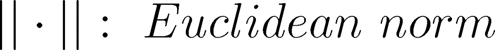 || · || : Euclidean norm